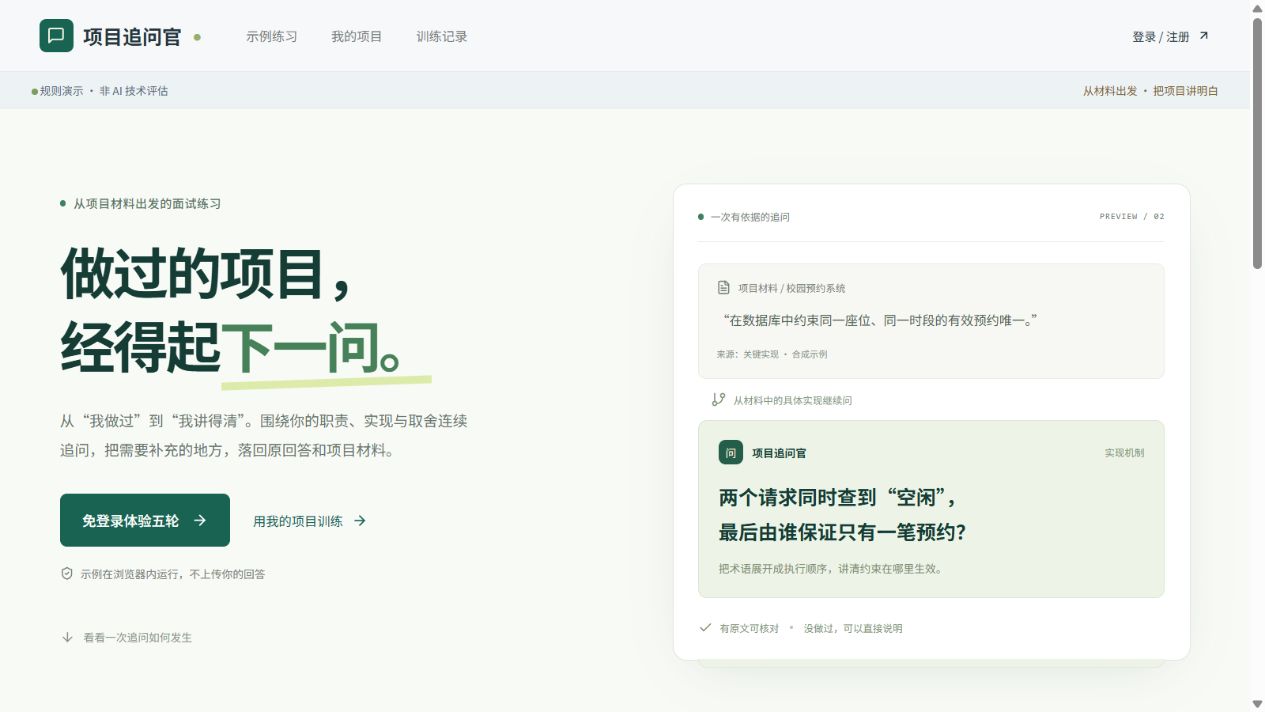 项目追问官
示例练习
我的项目
训练记录
登录 / 注册
规则演示 · 非 AI 技术评估
从材料出发 · 把项目讲明白
从项目材料出发的面试练习
做过的项目，
经得起下一问。
从“我做过”到“我讲得清”。围绕你的职责、实现与取舍连续
追问，把需要补充的地方，落回原回答和项目材料。
免登录体验五轮
用我的项目训练
示例在浏览器内运行，不上传你的回答
看看一次追问如何发生
一次有依据的追问
PREVIEW / 02
项目材料 / 校园预约系统
“在数据库中约束同一座位、同一时段的有效预约唯一。”
来源：关键实现 · 合成示例
从材料中的具体实现继续问
问
项目追问官
实现机制
两个请求同时查到“空闲”，
最后由谁保证只有一笔预约？
把术语展开成执行顺序，讲清约束在哪里生效。
有原文可核对 · 没做过，可以直接说明